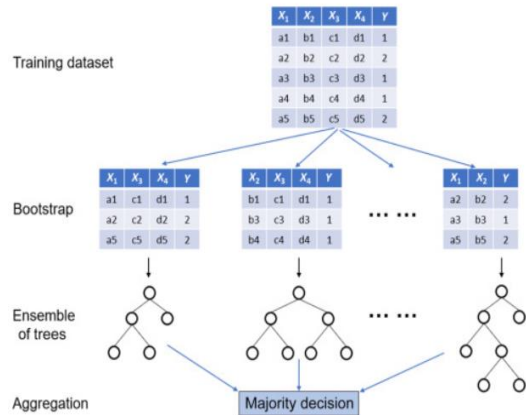 X1 X2 X3 X4 Y
Training dataset
a1 b1 c1 d1 1
a2 b2 c2 d2 2
a3 b3 c3 d3 1
a4 b4 c4 d4 1
a5 b5 c5 d5 2
Bootstrap
X1 X3 X4 Y
a1 c1 d1 1
a2 c2 d2 2
a5 c5 d5 2
X2 X3 X4 Y
b1 c1 d1 1
b3 c3 d3 1
b4 c4 d4 1
... ...
X1 X2 Y
a2 b2 2
a3 b3 1
a5 b5 2
Ensemble
of trees
... ...
Aggregation
Majority decision